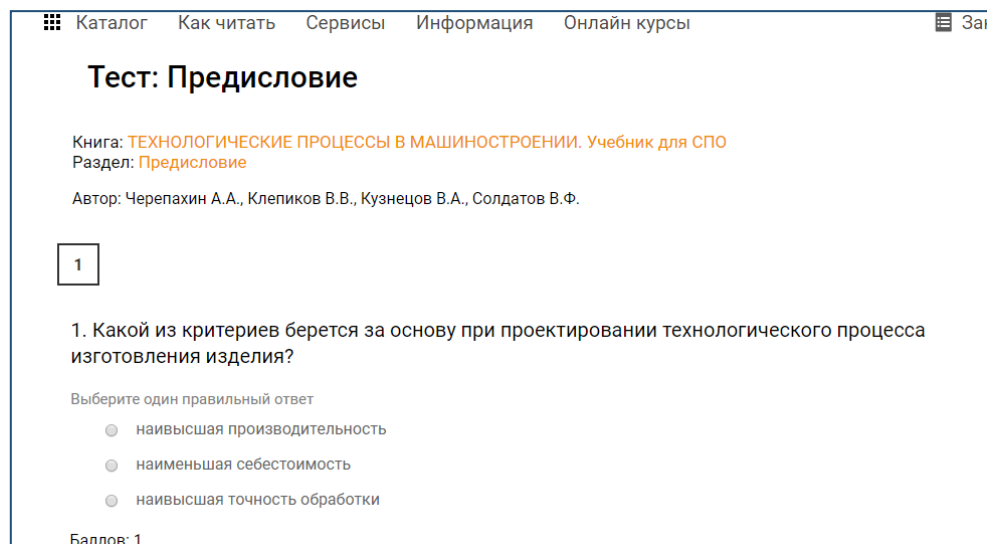 Каталог Как читать Сервисы Информация Онлайн курсы
Тест: Предисловие
Книга: ТЕХНОЛОГИЧЕСКИЕ ПРОЦЕССЫ В МАШИНОСТРОЕНИИ. Учебник для СПО
Раздел: Предисловие
Автор: Черепахин А.А., Клепиков В.В., Кузнецов В.А., Солдатов В.Ф.
1
1. Какой из критериев берется за основу при проектировании технологического процесса
изготовления изделия?
Выберите один правильный ответ
наивысшая производительность
наименьшая себестоимость
наивысшая точность обработки
Баллов: 1